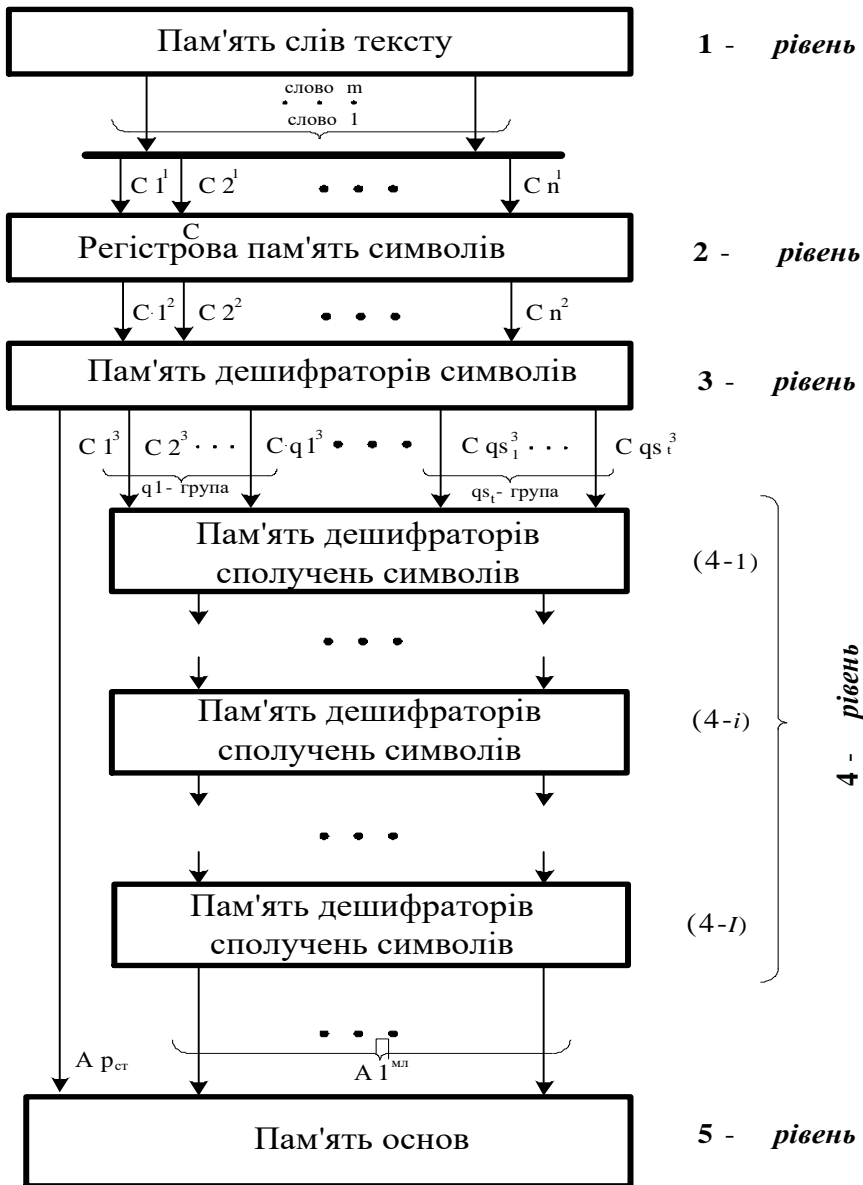 Пам'ять слів тексту
1 - рівень
слово m
. . .
слово 1
C 1¹ C 2¹ • • • C n¹
C
Регістрова пам'ять символів
2 - рівень
C·1² C 2² • • • C n²
Пам'ять дешифраторів символів
3 - рівень
C 1³ C 2³ · · · C·q1³ • • • C qs₁³ · · · C qsₜ³
q1- група
qsₜ- група
Пам'ять дешифраторів
сполучень символів
(4-1)
• • •
Пам'ять дешифраторів
сполучень символів
(4-i)
4 - рівень
• • •
Пам'ять дешифраторів
сполучень символів
(4-I)
• • •
A pст
A 1мл
Пам'ять основ
5 - рівень